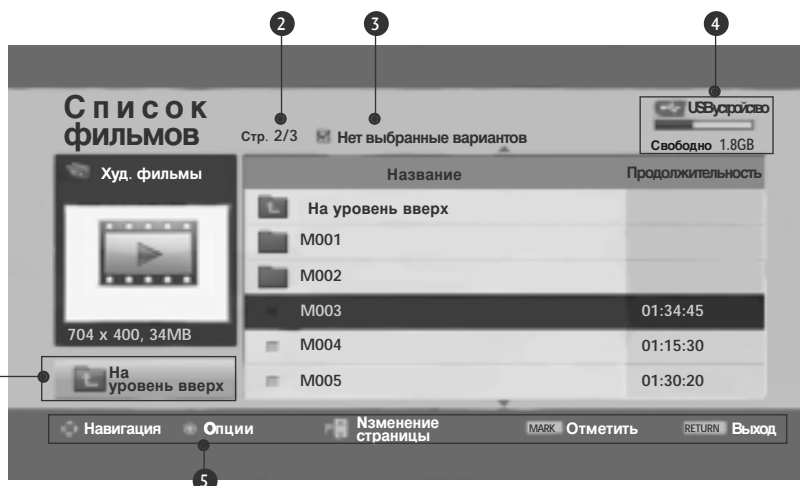 2
3
4
Список
фильмов
Стр. 2/3
Нет выбранные вариантов
USBустройство
Свободно 1.8GB
Худ. фильмы
Название
Продолжительность
На уровень вверх
M001
M002
M003
01:34:45
704 x 400, 34MB
M004
01:15:30
На
уровень вверх
M005
01:30:20
Навигация
Опции
P
Nзменение
страницы
MARK Отметить
RETURN Выход
5